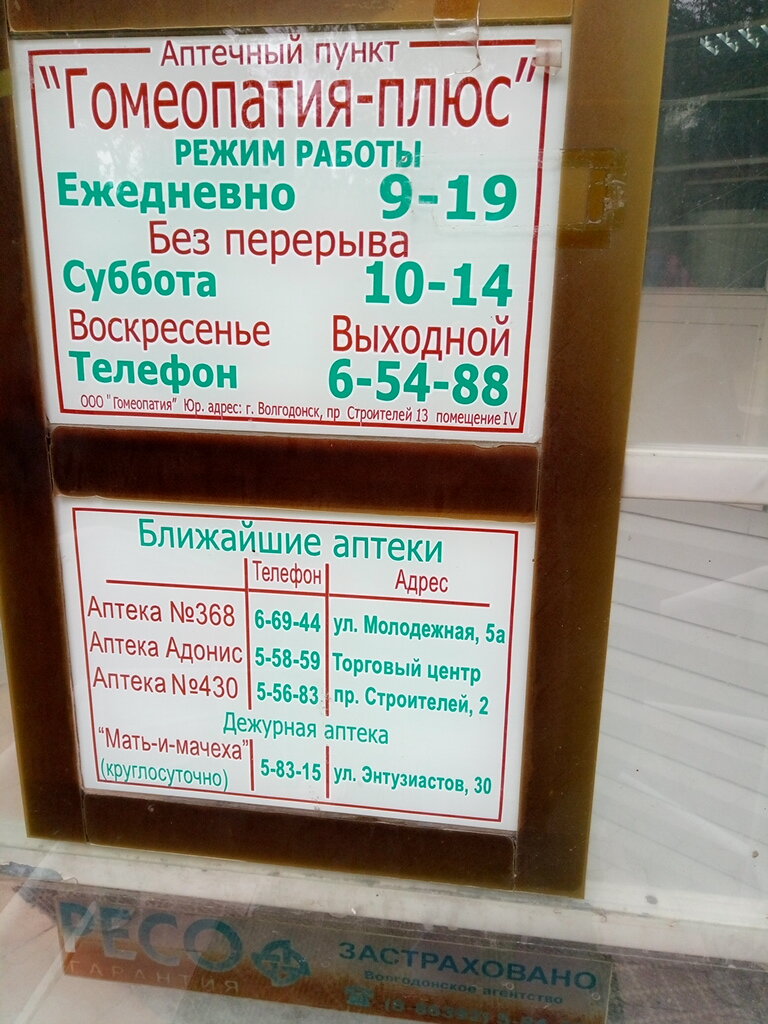 Аптечный пункт
"Гомеопатия-плюс"
РЕЖИМ РАБОТЫ
Ежедневно 9-19
Без перерыва
Суббота 10-14
Воскресенье Выходной
Телефон 6-54-88
ООО "Гомеопатия" Юр. адрес: г. Волгодонск, пр Строителей 13 помещение IV
Ближайшие аптеки
Телефон Адрес
Аптека №368 6-69-44 ул. Молодежная, 5а
Аптека Адонис 5-58-59 Торговый центр
Аптека №430 5-56-83 пр. Строителей, 2
Дежурная аптека
"Мать-и-мачеха" 5-83-15 ул. Энтузиастов, 30
(круглосуточно)
РЕСО ЗАСТРАХОВАНО
ГАРАНТИЯ Волгодонское агентство